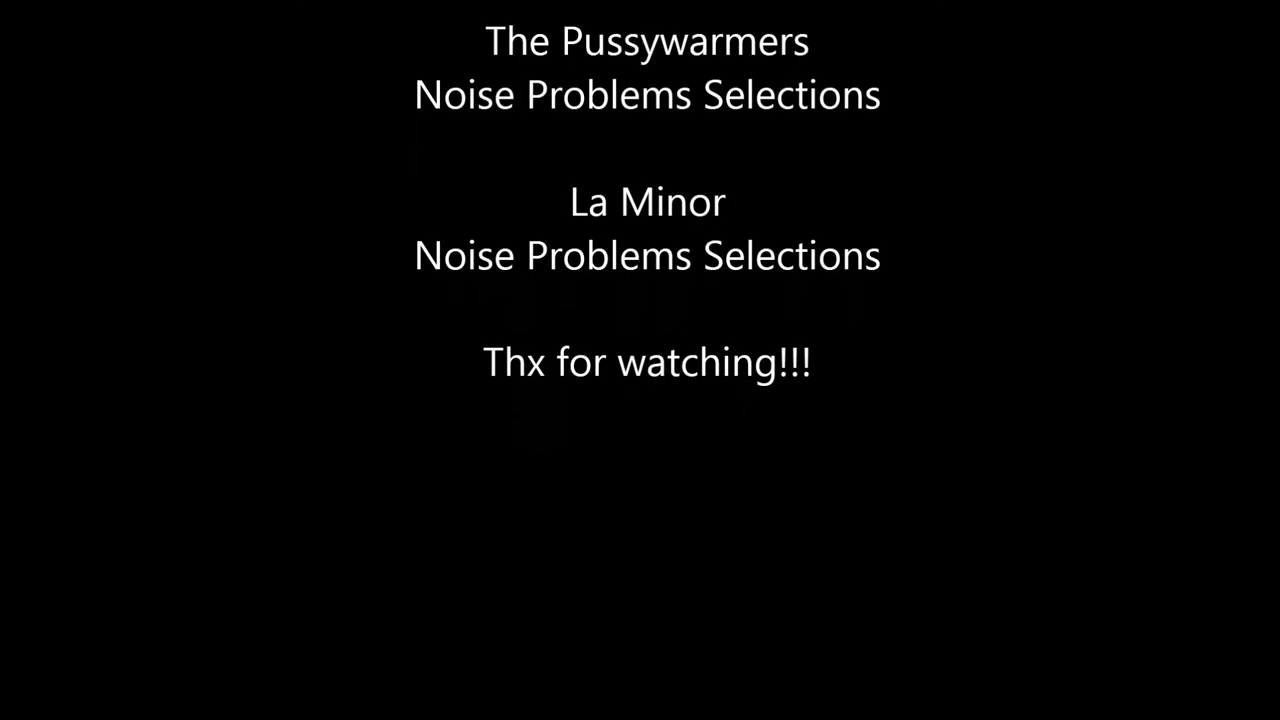 The Pussywarmers
Noise Problems Selections
La Minor
Noise Problems Selections
Thx for watching!!!